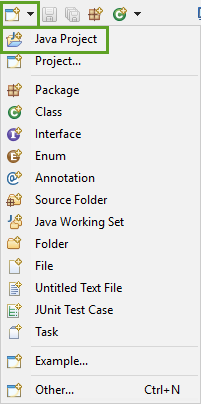 Java Project
Project...
Package
Class
Interface
Enum
Annotation
Source Folder
Java Working Set
Folder
File
Untitled Text File
JUnit Test Case
Task
Example...
Other... Ctrl+N